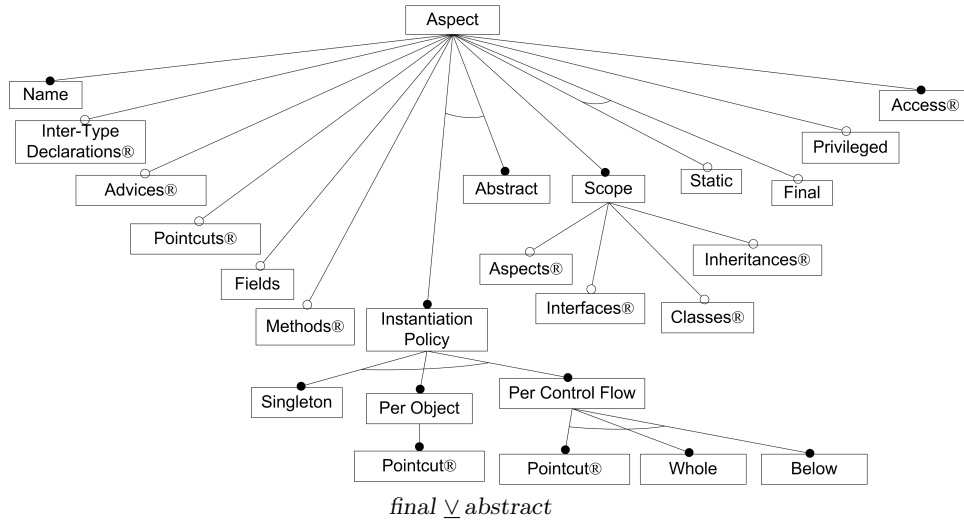 Aspect
Name
Access®
Inter-Type
Declarations®
Privileged
Advices®
Abstract
Scope
Static
Final
Pointcuts®
Aspects®
Inheritances®
Fields
Interfaces®
Classes®
Methods®
Instantiation
Policy
Singleton
Per Object
Per Control Flow
Pointcut®
Pointcut®
Whole
Below
final ⊻ abstract